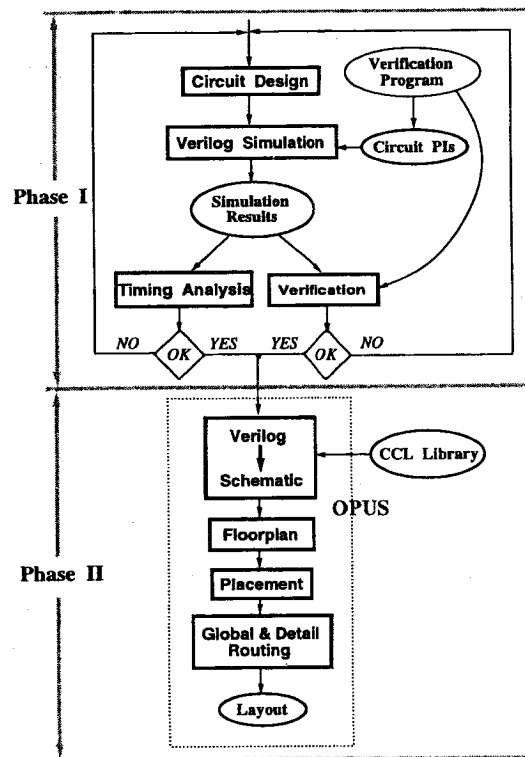 Circuit Design
Verification
Program
Verilog Simulation
Circuit PIs
Phase I
Simulation
Results
Timing Analysis
Verification
NO
OK
YES
YES
OK
NO
Verilog
Schematic
CCL Library
OPUS
Floorplan
Phase II
Placement
Global & Detail
Routing
Layout